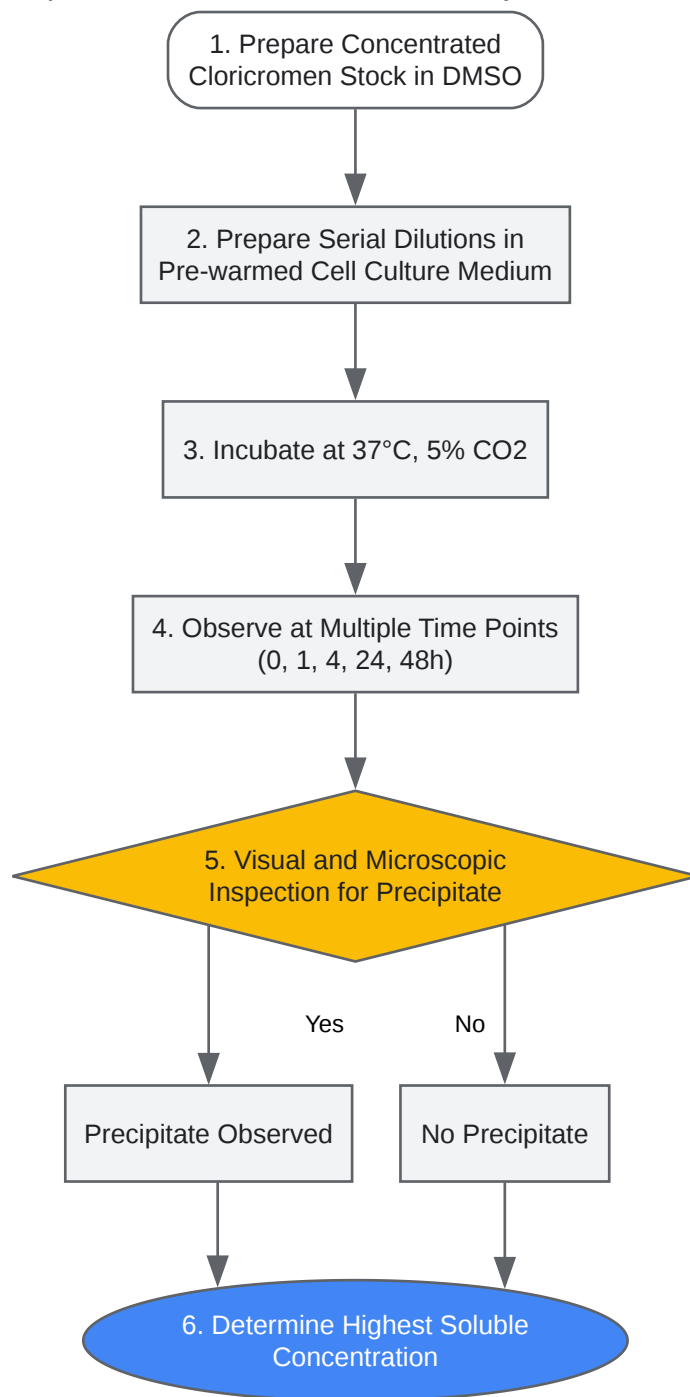 1. Prepare Concentrated
Cloricromen Stock in DMSO
2. Prepare Serial Dilutions in
Pre-warmed Cell Culture Medium
3. Incubate at 37°C, 5% CO2
4. Observe at Multiple Time Points
(0, 1, 4, 24, 48h)
5. Visual and Microscopic
Inspection for Precipitate
Yes
No
Precipitate Observed
No Precipitate
6. Determine Highest Soluble
Concentration